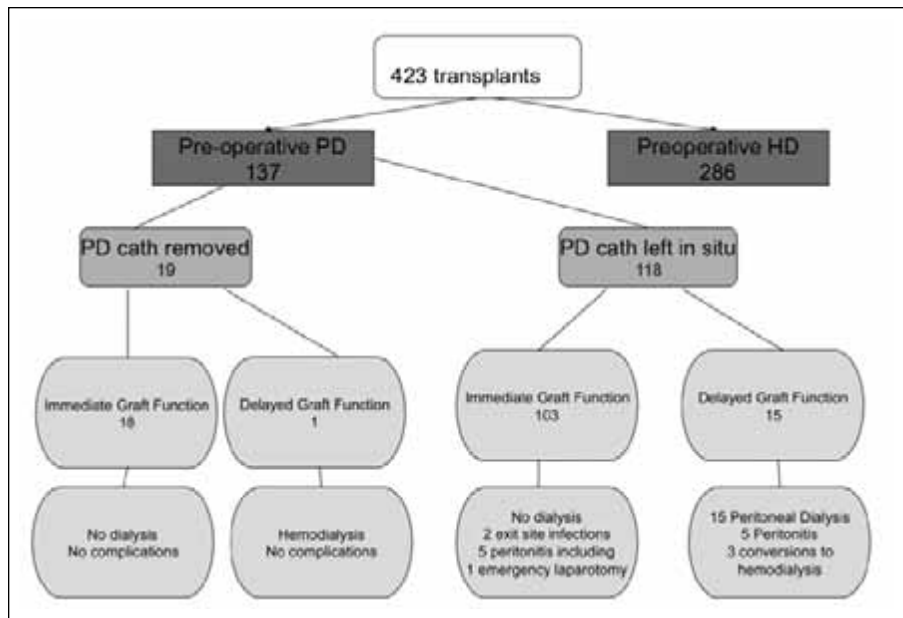 423 transplants
Pre-operative PD
137
Preoperative HD
286
PD cath removed
19
PD cath left in situ
118
Immediate Graft Function
18
Delayed Graft Function
1
Immediate Graft Function
103
Delayed Graft Function
15
No dialysis
No complications
Hemodialysis
No complications
No dialysis
2 exit site infections
5 peritonitis including
1 emergency laparotomy
15 Peritoneal Dialysis
5 Peritonitis
3 conversions to
hemodialysis